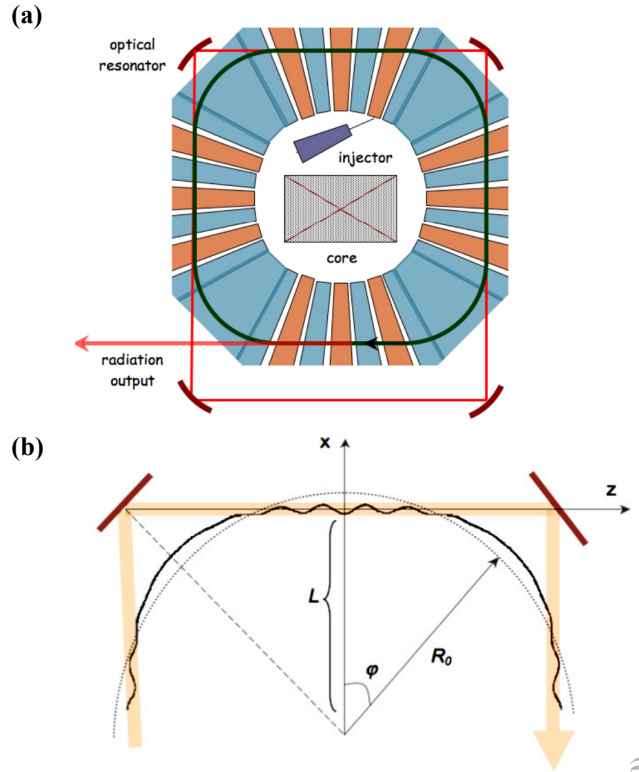 (a)
optical
resonator
injector
core
radiation
output
(b)
x
z
L
φ
R₀